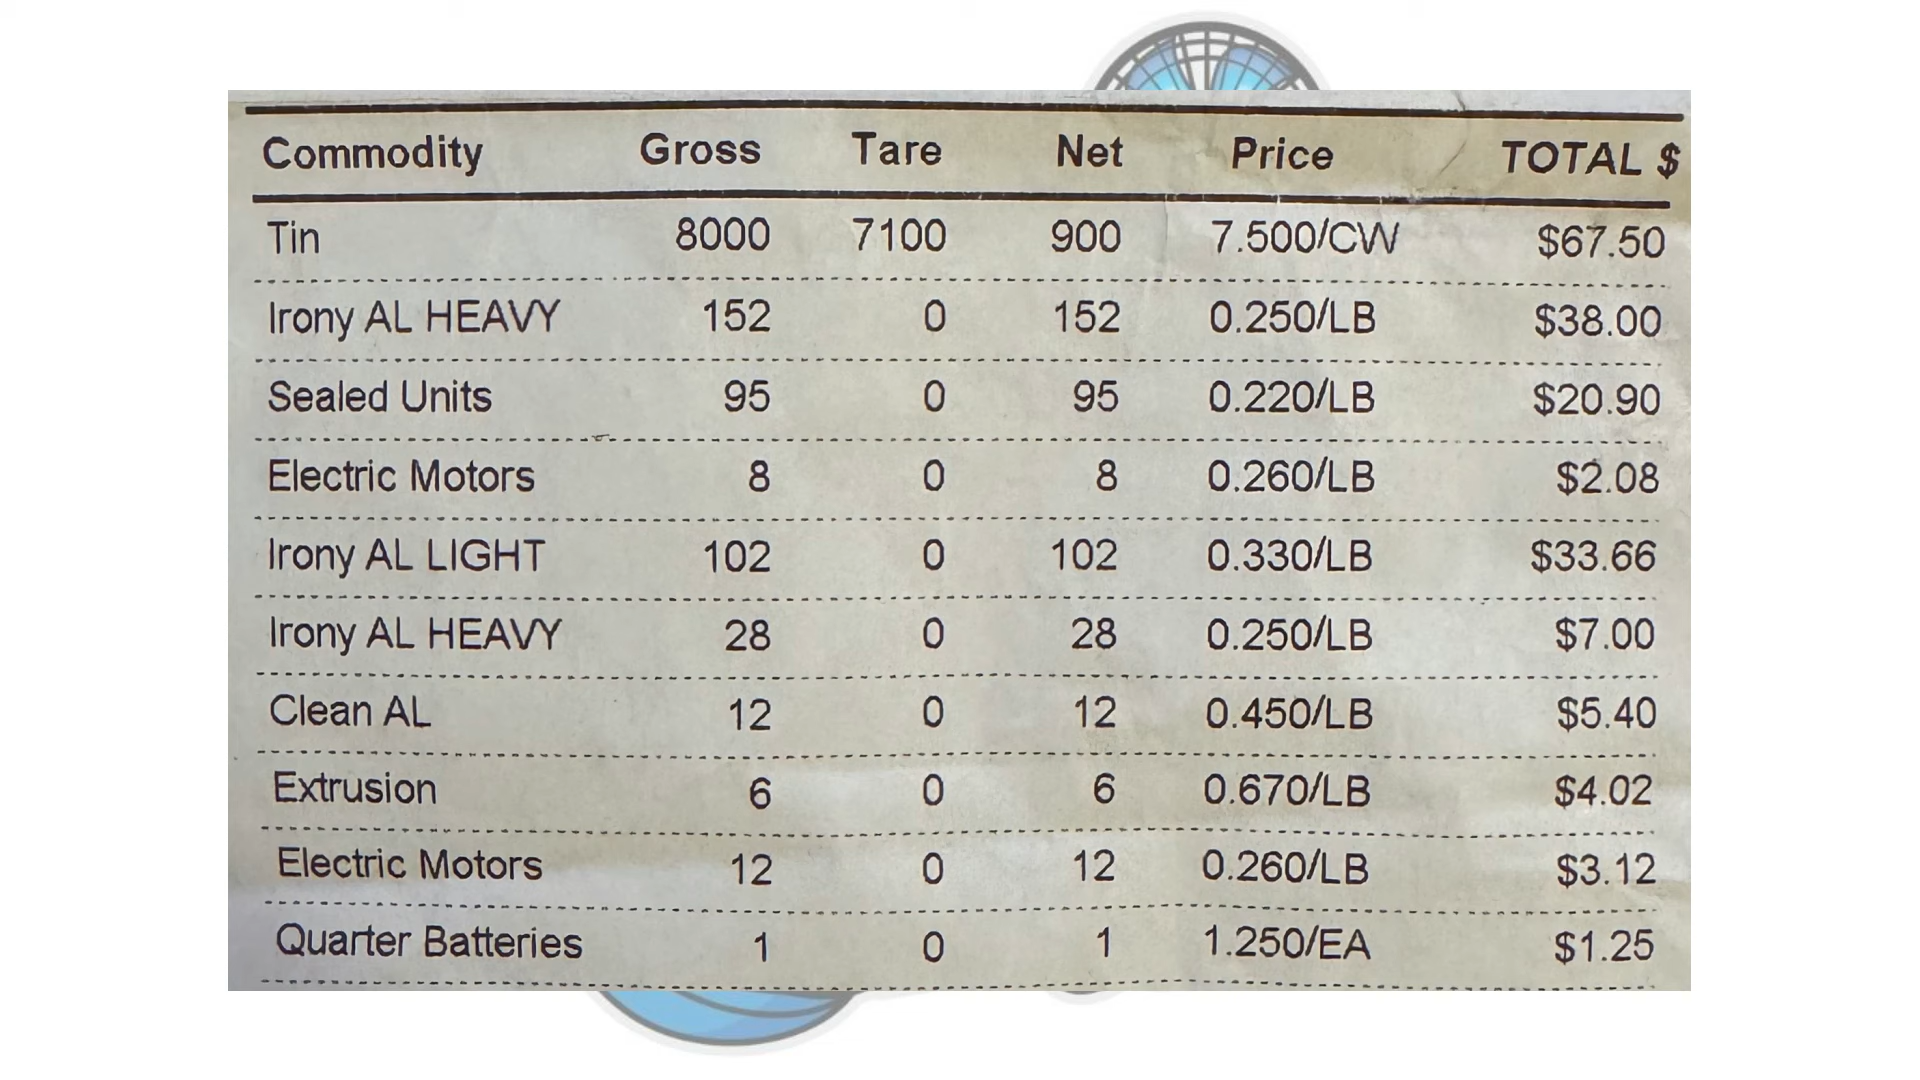 Commodity Gross Tare Net Price TOTAL $
Tin 8000 7100 900 7.500/CW $67.50
Irony AL HEAVY 152 0 152 0.250/LB $38.00
Sealed Units 95 0 95 0.220/LB $20.90
Electric Motors 8 0 8 0.260/LB $2.08
Irony AL LIGHT 102 0 102 0.330/LB $33.66
Irony AL HEAVY 28 0 28 0.250/LB $7.00
Clean AL 12 0 12 0.450/LB $5.40
Extrusion 6 0 6 0.670/LB $4.02
Electric Motors 12 0 12 0.260/LB $3.12
Quarter Batteries 1 0 1 1.250/EA $1.25